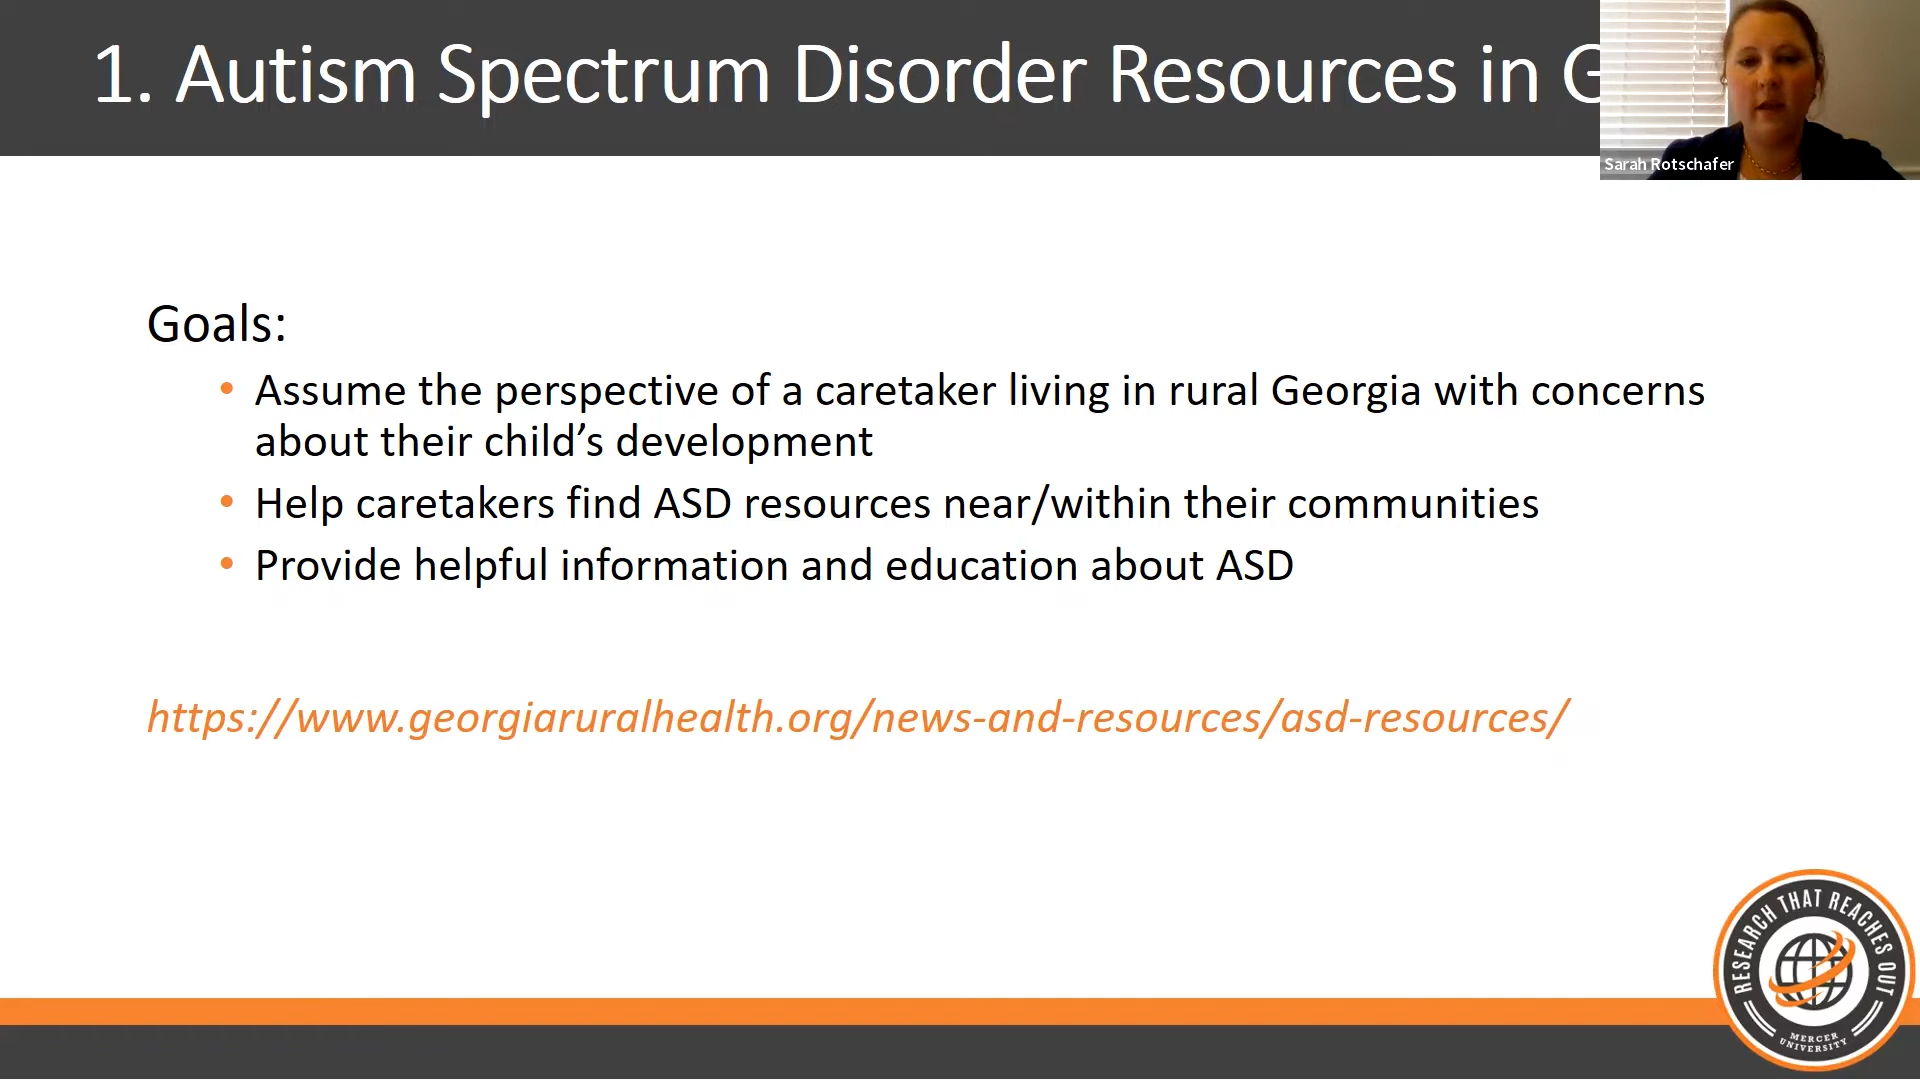 1. Autism Spectrum Disorder Resources in G
Sarah Rotschafer
Goals:
• Assume the perspective of a caretaker living in rural Georgia with concerns
about their child’s development
• Help caretakers find ASD resources near/within their communities
• Provide helpful information and education about ASD
https://www.georgiaruralhealth.org/news-and-resources/asd-resources/
RESEARCH THAT REACHES OUT
MERCER
UNIVERSITY